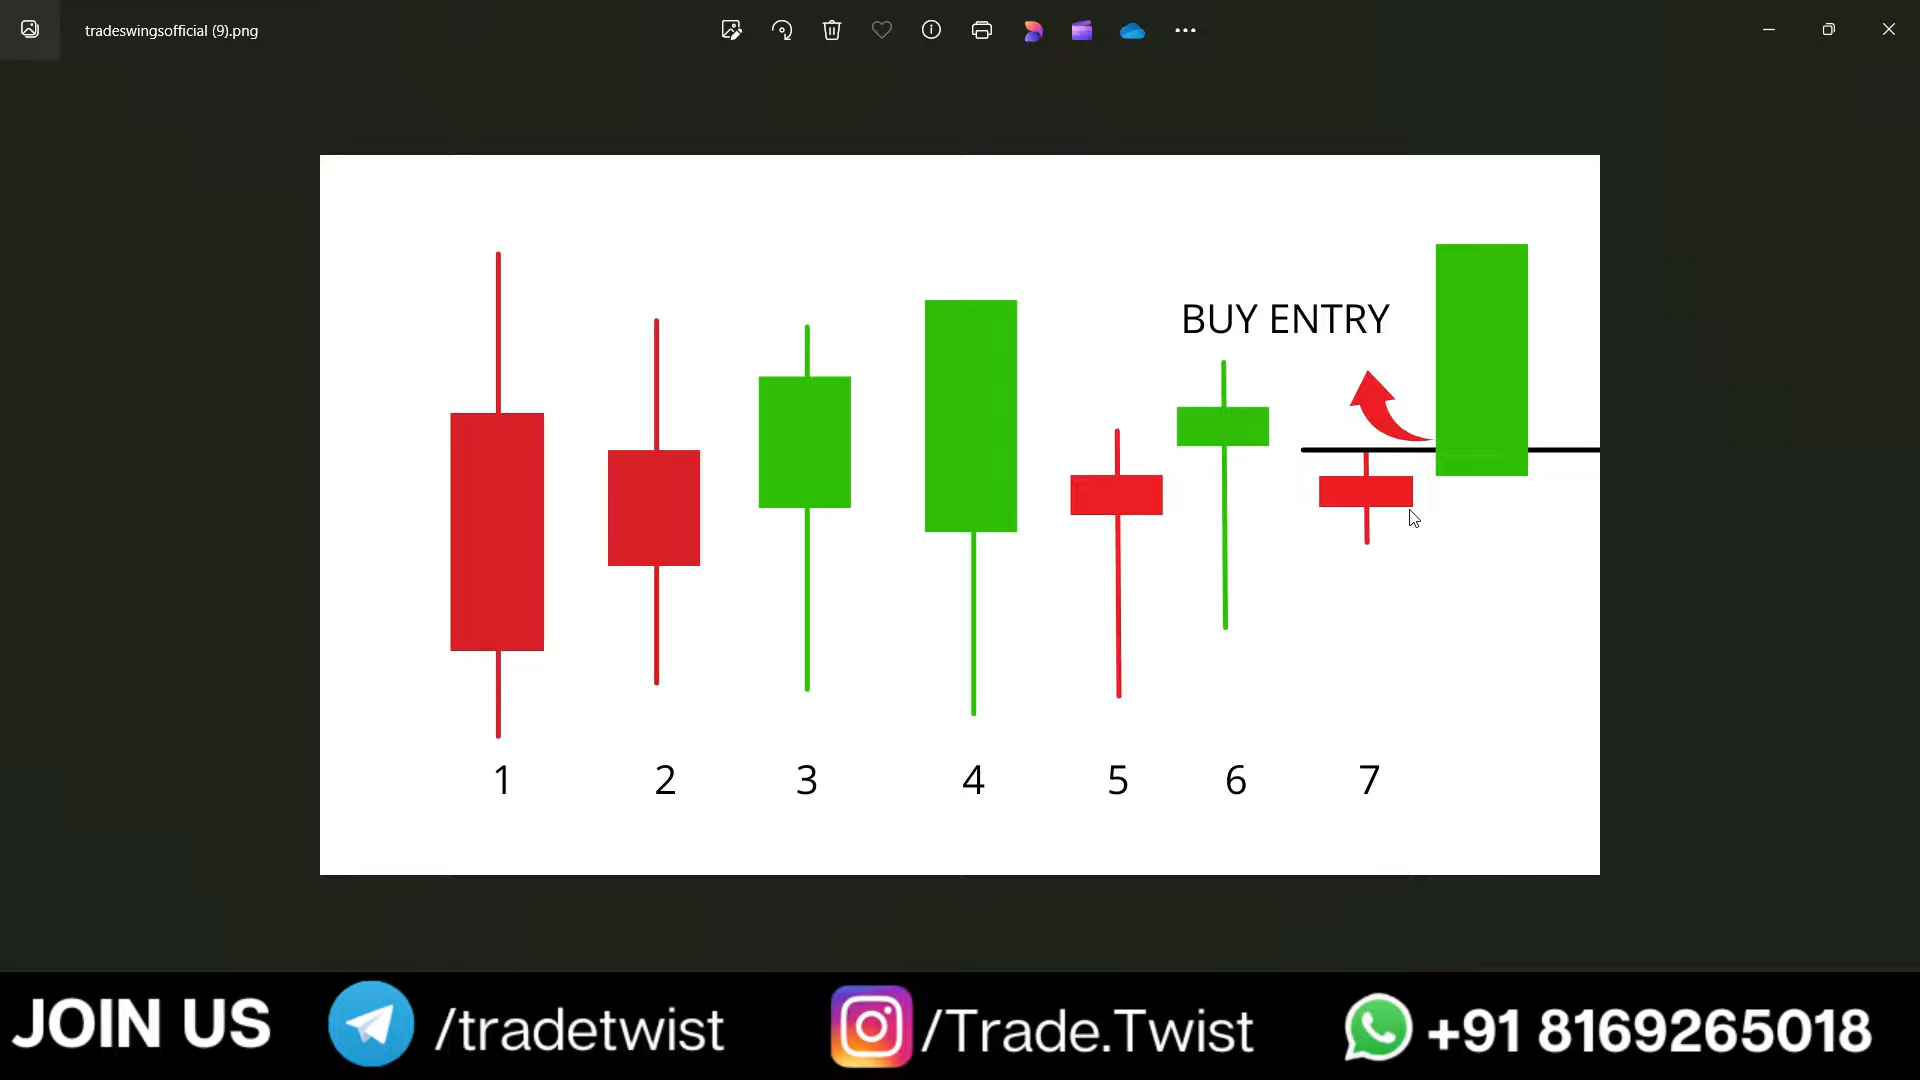 tradeswingsofficial (9).png
BUY ENTRY
1 2 3 4 5 6 7
JOIN US /tradetwist /Trade.Twist +91 8169265018